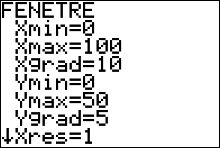 FENETRE
Xmin=0
Xmax=100
Xgrad=10
Ymin=0
Ymax=50
Ygrad=5
↓Xres=1